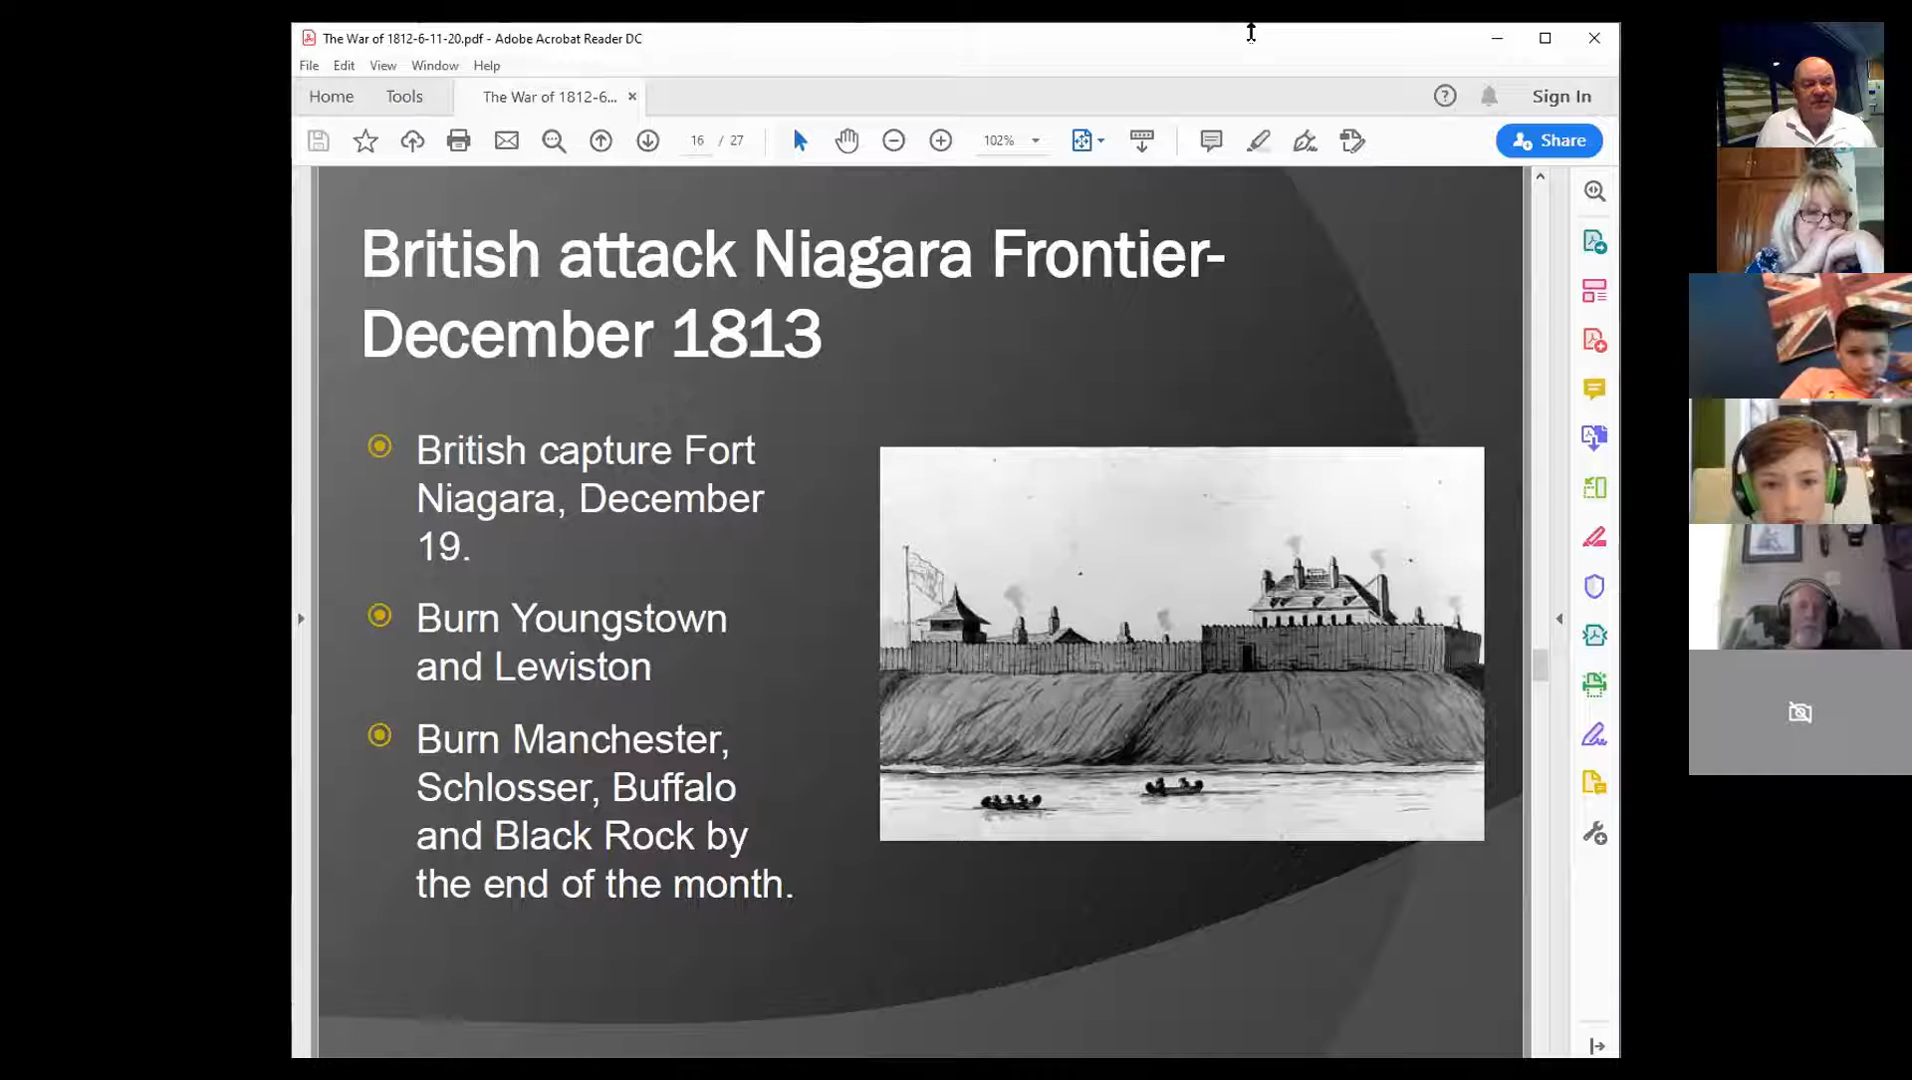 The War of 1812-6-11-20.pdf - Adobe Acrobat Reader DC
File Edit View Window Help
Home Tools The War of 1812-6... × Sign In
16 / 27 102% Share
British attack Niagara Frontier-
December 1813
British capture Fort
Niagara, December
19.
Burn Youngstown
and Lewiston
Burn Manchester,
Schlosser, Buffalo
and Black Rock by
the end of the month.